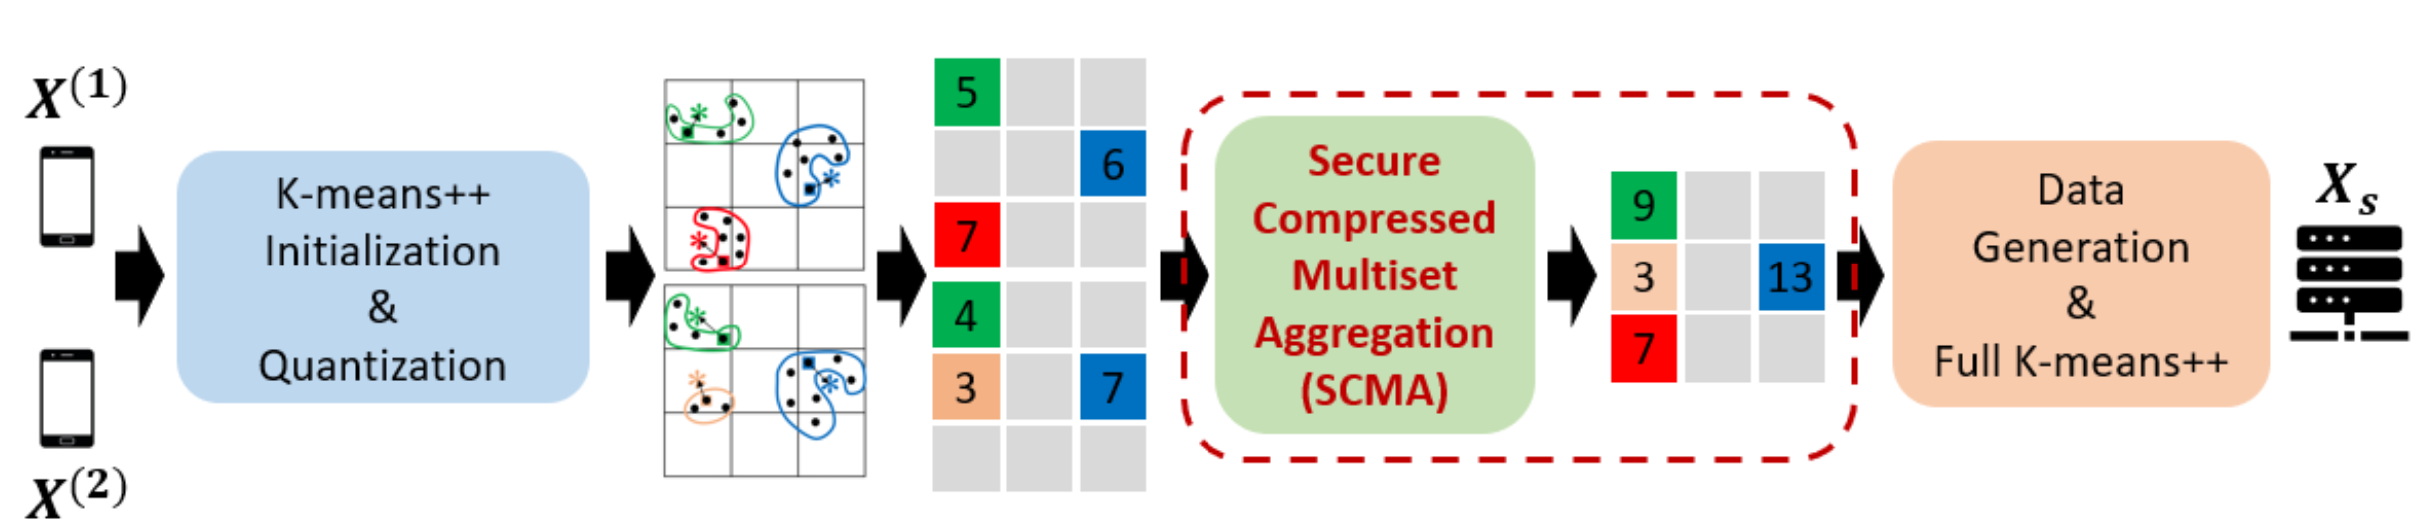 X(1)
X(2)
K-means++
Initialization
&
Quantization
5
6
7
4
3 7
Secure
Compressed
Multiset
Aggregation
(SCMA)
9
3 13
7
Data
Generation
&
Full K-means++
Xs